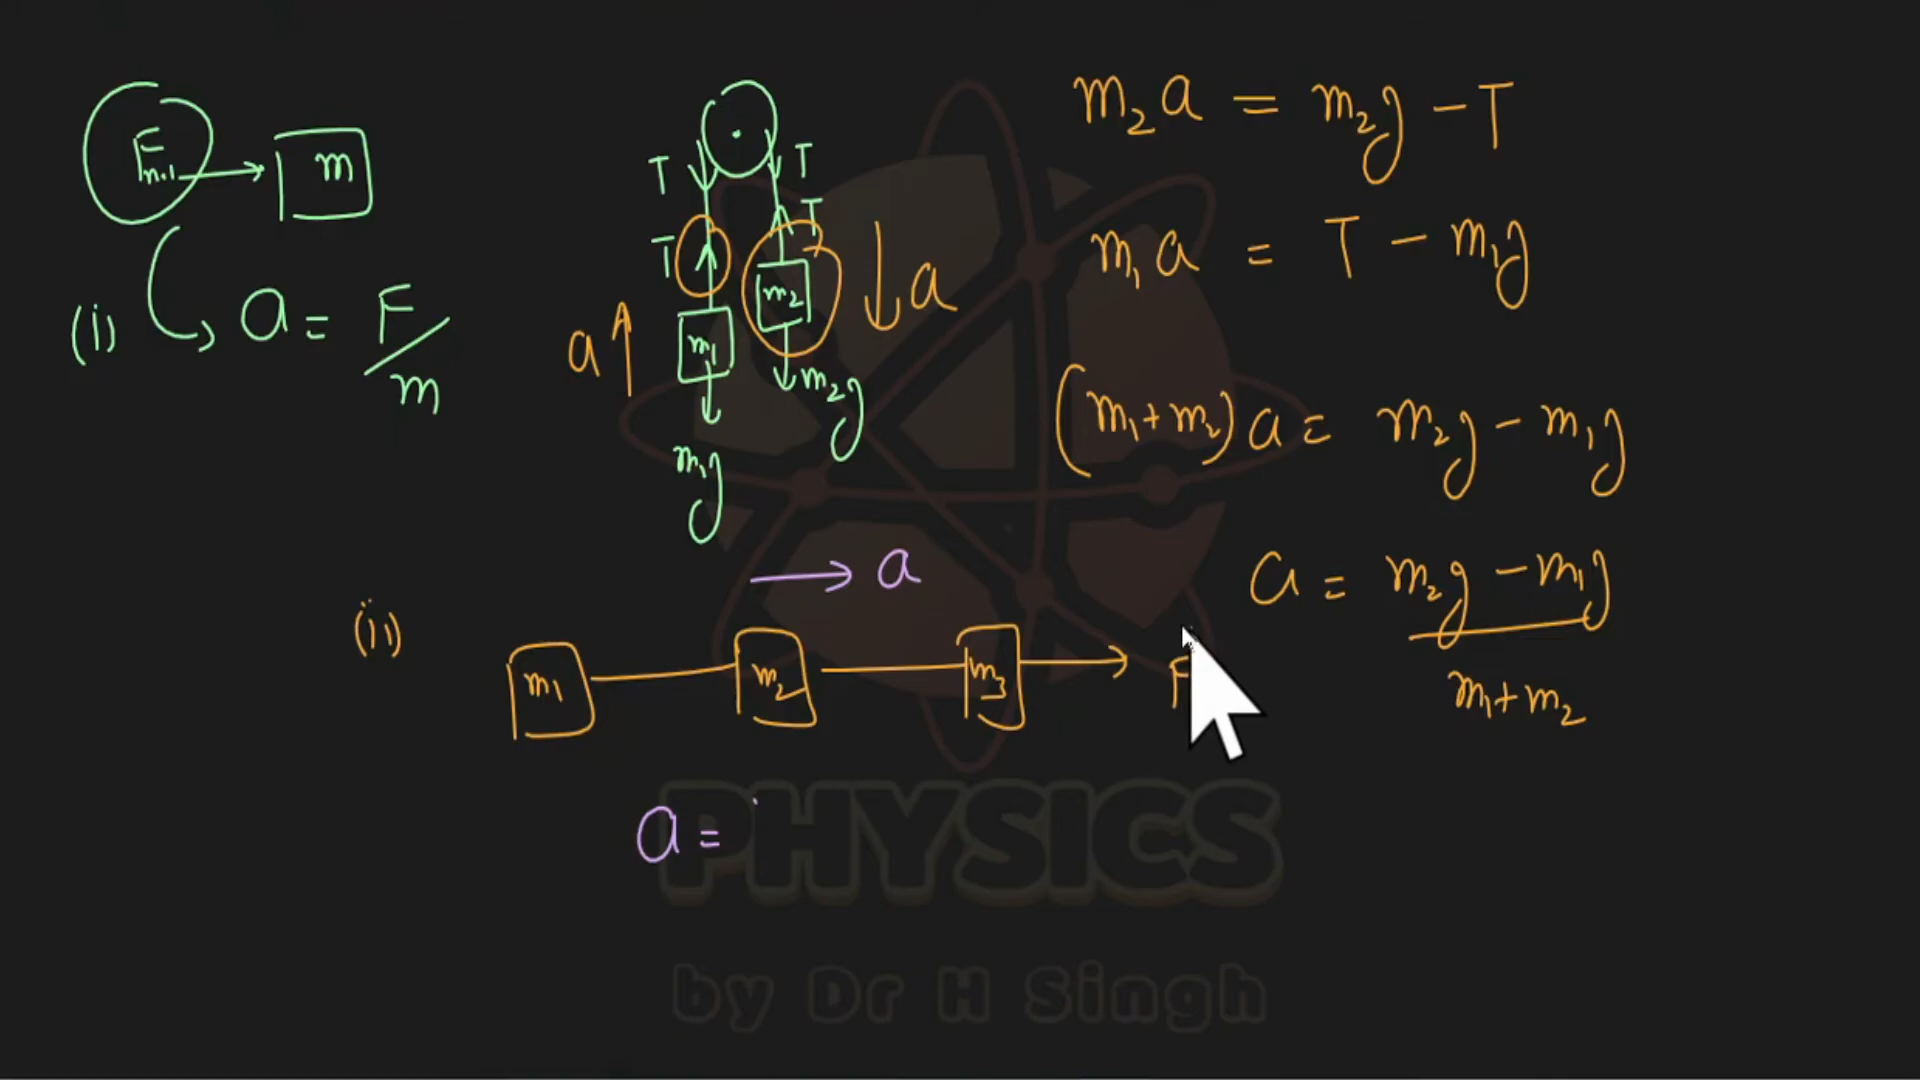 F_net → m
(i) a = F/m
T T
T T
m₁ m₂
a ↑ ↓ a
m₁g m₂g
m₂a = m₂g - T
m₁a = T - m₁g
(m₁+m₂)a = m₂g - m₁g
a = m₂g - m₁g
m₁+m₂
→ a
(ii)
m₁ m₂ m₃ → F
a =
PHYSICS
by Dr H Singh